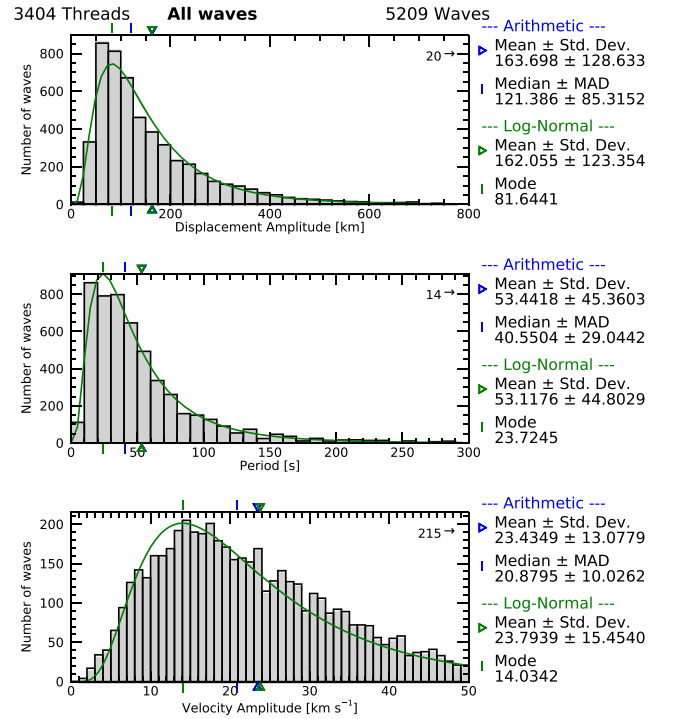 3404 Threads All waves 5209 Waves
Number of waves
800
600
400
200
0
20→
0 200 400 600 800
Displacement Amplitude [km]
--- Arithmetic ---
Mean ± Std. Dev.
163.698 ± 128.633
Median ± MAD
121.386 ± 85.3152
--- Log-Normal ---
Mean ± Std. Dev.
162.055 ± 123.354
Mode
81.6441
Number of waves
800
600
400
200
0
14→
0 50 100 150 200 250 300
Period [s]
--- Arithmetic ---
Mean ± Std. Dev.
53.4418 ± 45.3603
Median ± MAD
40.5504 ± 29.0442
--- Log-Normal ---
Mean ± Std. Dev.
53.1176 ± 44.8029
Mode
23.7245
Number of waves
200
150
100
50
0
215→
0 10 20 30 40 50
Velocity Amplitude [km s⁻¹]
--- Arithmetic ---
Mean ± Std. Dev.
23.4349 ± 13.0779
Median ± MAD
20.8795 ± 10.0262
--- Log-Normal ---
Mean ± Std. Dev.
23.7939 ± 15.4540
Mode
14.0342